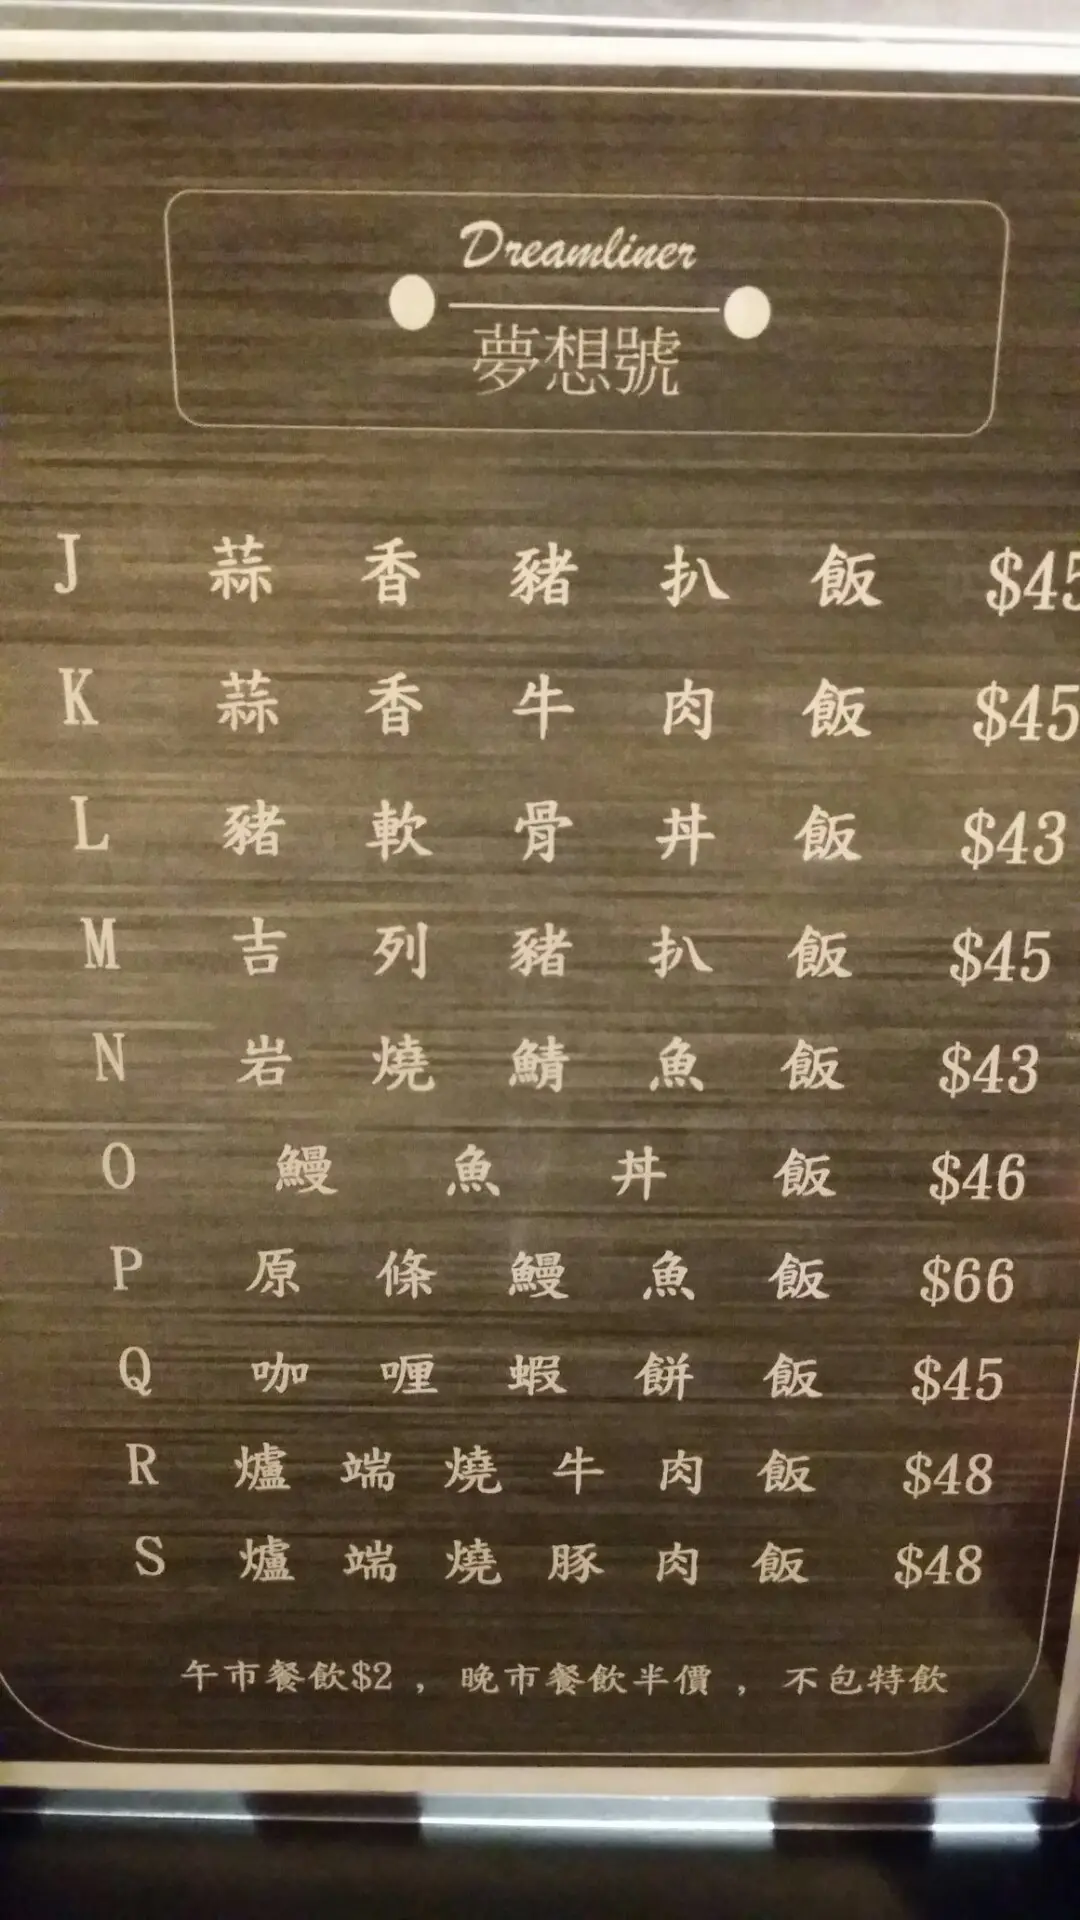 Dreamliner
夢想號
J 蒜香豬扒飯 $45
K 蒜香牛肉飯 $45
L 豬軟骨丼飯 $43
M 吉列豬扒飯 $45
N 岩燒鯖魚飯 $43
O 鰻魚丼飯 $46
P 原條鰻魚飯 $66
Q 咖喱蝦餅飯 $45
R 爐端燒牛肉飯 $48
S 爐端燒豚肉飯 $48
午市餐飲$2 , 晚市餐飲半價 , 不包特飲